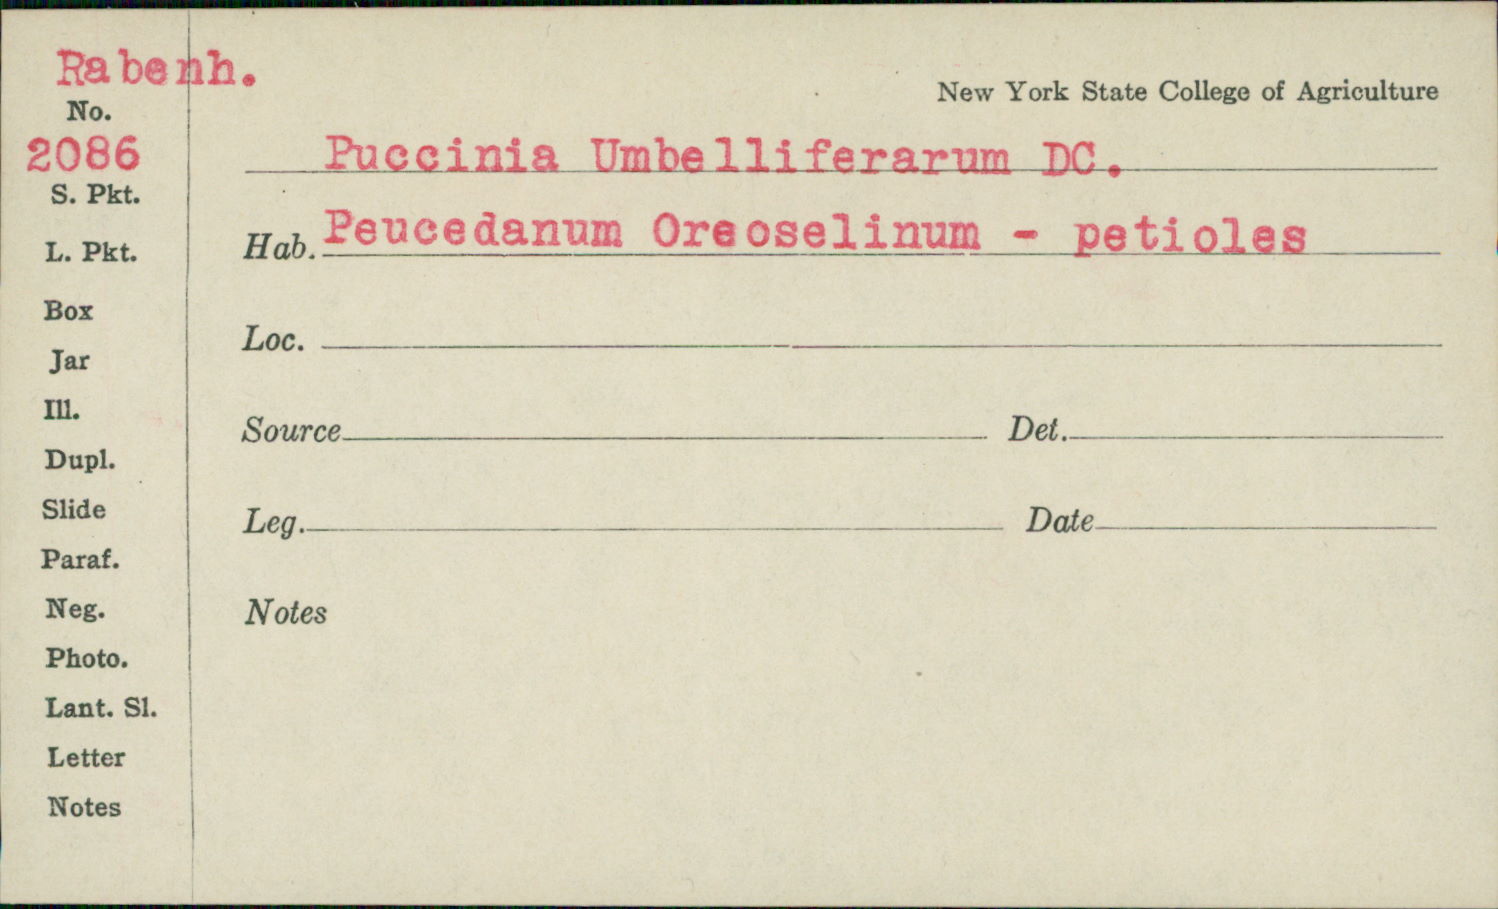 Rabenh.
New York State College of Agriculture
No.
2086
Puccinia Umbelliferarum DC.
S. Pkt.
Hab. Peucedanum Oreoselinum - petioles
L. Pkt.
Box
Loc.
Jar
Ill.
Source Det.
Dupl.
Slide
Leg. Date
Paraf.
Neg.
Notes
Photo.
Lant. Sl.
Letter
Notes